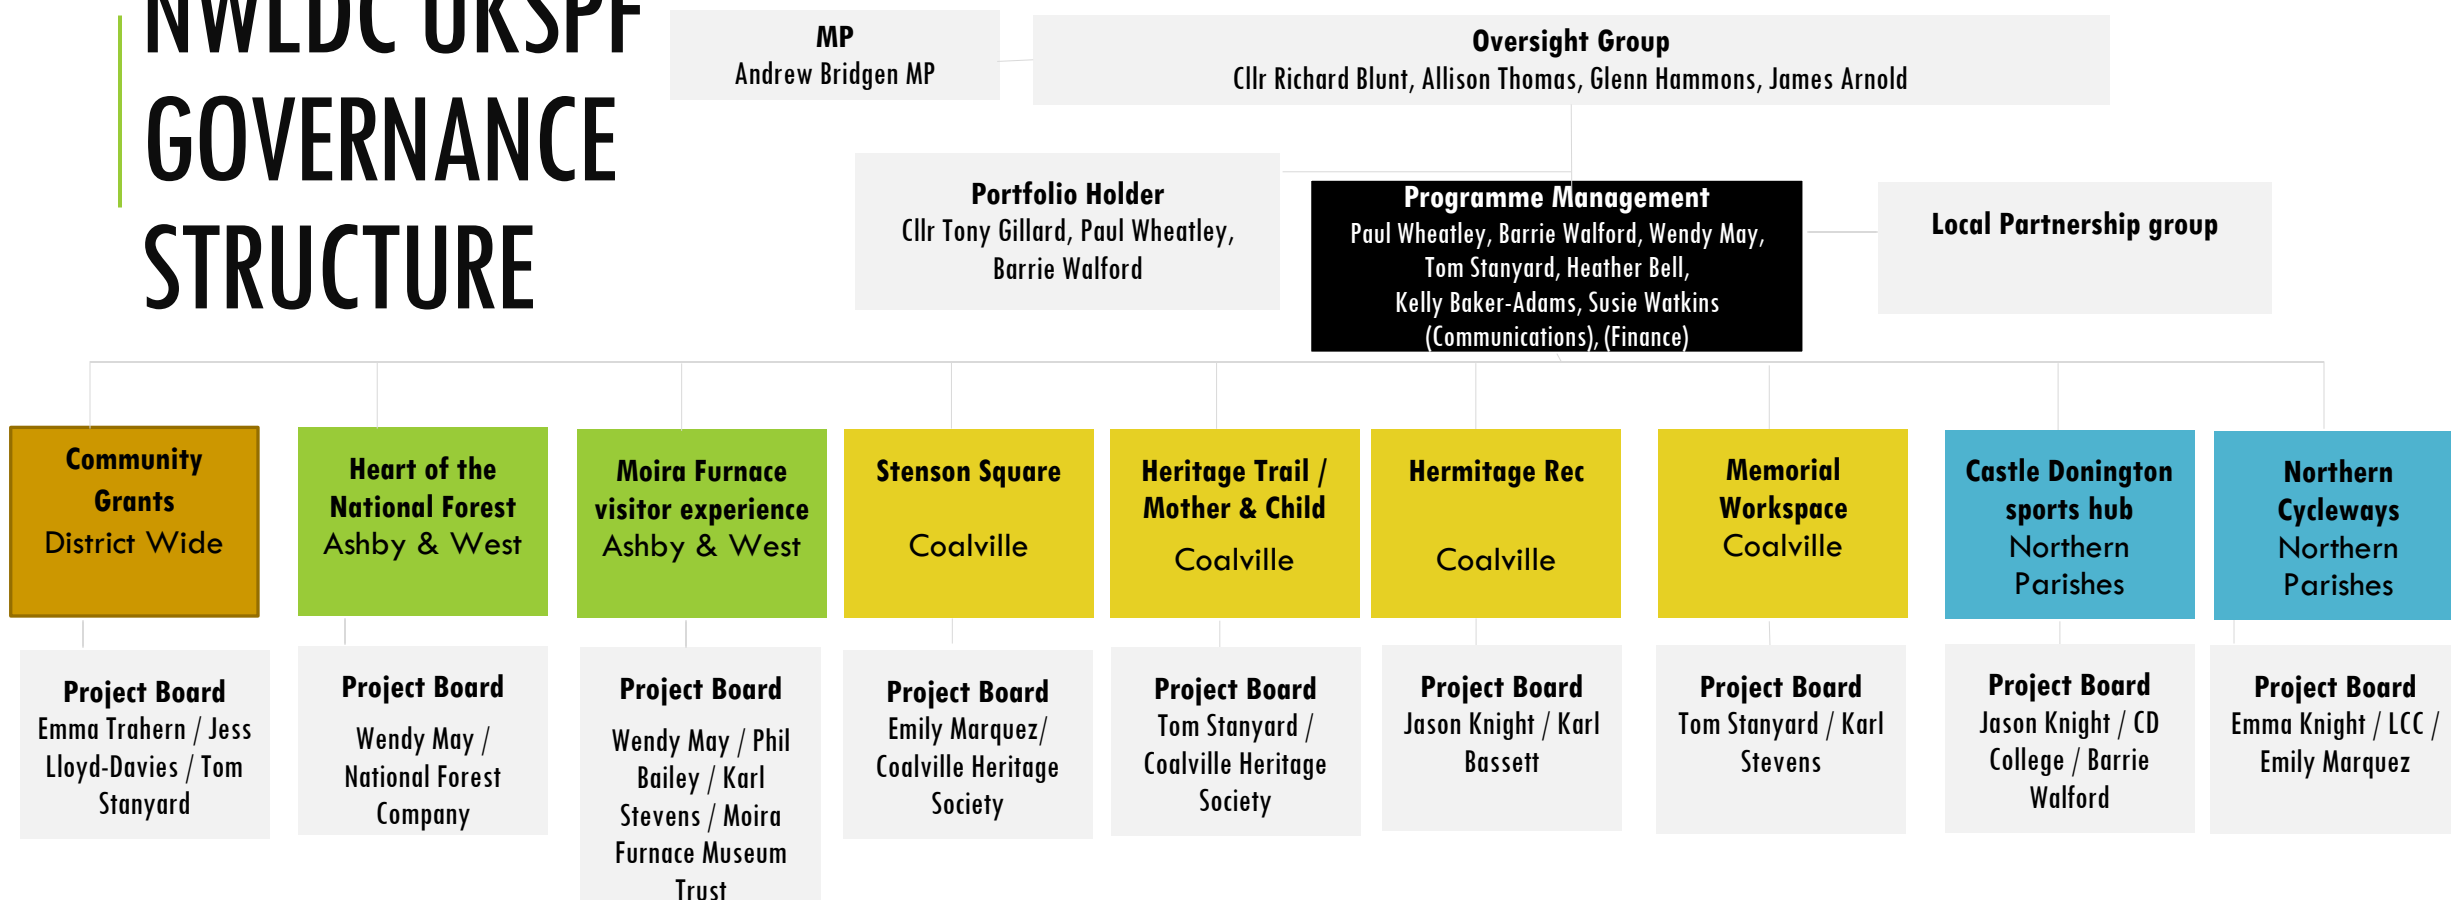 NWLDC UKSPF
GOVERNANCE
STRUCTURE
MP
Andrew Bridgen MP
Oversight Group
Cllr Richard Blunt, Allison Thomas, Glenn Hammons, James Arnold
Portfolio Holder
Cllr Tony Gillard, Paul Wheatley,
Barrie Walford
Programme Management
Paul Wheatley, Barrie Walford, Wendy May,
Tom Stanyard, Heather Bell,
Kelly Baker-Adams, Susie Watkins
(Communications), (Finance)
Local Partnership group
Community
Grants
District Wide
Heart of the
National Forest
Ashby & West
Moira Furnace
visitor experience
Ashby & West
Stenson Square
Coalville
Heritage Trail /
Mother & Child
Coalville
Hermitage Rec
Coalville
Memorial
Workspace
Coalville
Castle Donington
sports hub
Northern
Parishes
Northern
Cycleways
Northern
Parishes
Project Board
Emma Trahern / Jess
Lloyd-Davies / Tom
Stanyard
Project Board
Wendy May /
National Forest
Company
Project Board
Wendy May / Phil
Bailey / Karl
Stevens / Moira
Furnace Museum
Trust
Project Board
Emily Marquez/
Coalville Heritage
Society
Project Board
Tom Stanyard /
Coalville Heritage
Society
Project Board
Jason Knight / Karl
Bassett
Project Board
Tom Stanyard / Karl
Stevens
Project Board
Jason Knight / CD
College / Barrie
Walford
Project Board
Emma Knight / LCC /
Emily Marquez